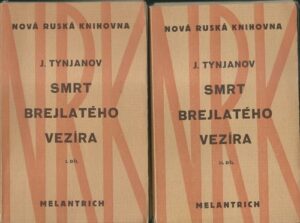 NOVÁ RUSKÁ KNIHOVNA
NRK
J. TYNJANOV
SMRT
BREJLATÉHO
VEZÍRA
I. DÍL
MELANTRICH
NOVÁ RUSKÁ KNIHOVNA
NRK
J. TYNJANOV
SMRT
BREJLATÉHO
VEZÍRA
II. DÍL
MELANTRICH